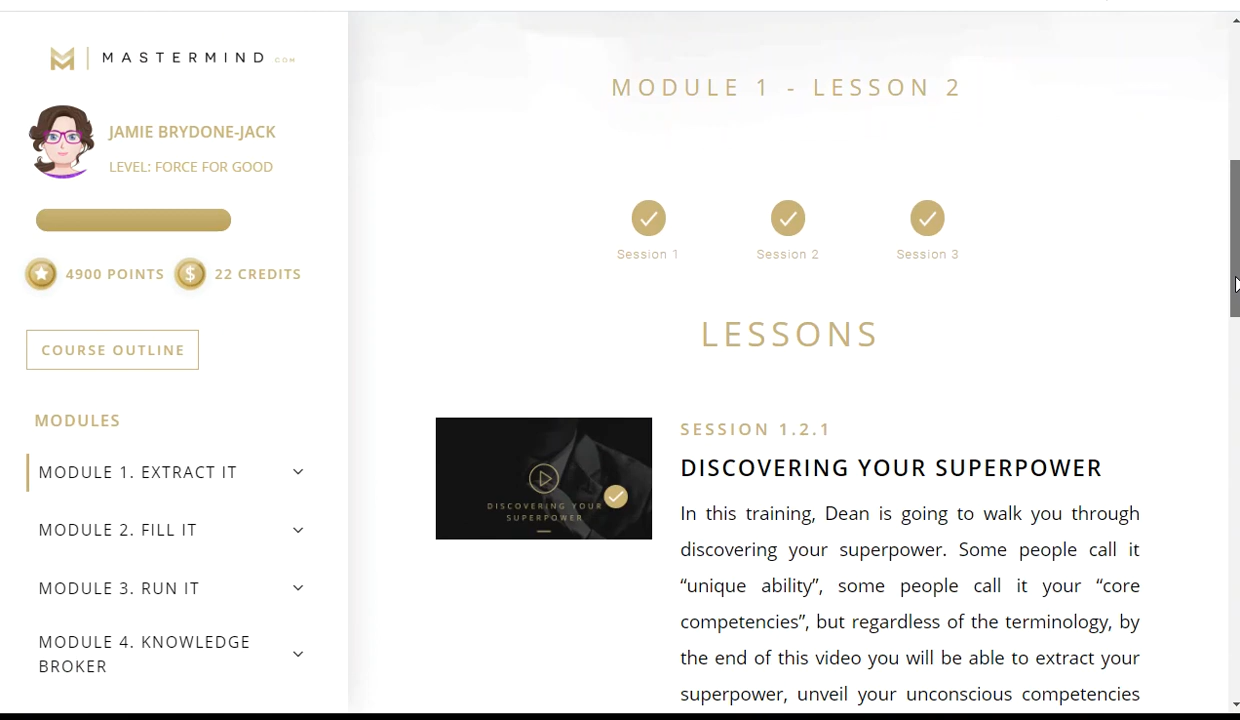 MASTERMIND.COM
JAMIE BRYDONE-JACK
LEVEL: FORCE FOR GOOD
4900 POINTS
$ 22 CREDITS
COURSE OUTLINE
MODULES
MODULE 1. EXTRACT IT
MODULE 2. FILL IT
MODULE 3. RUN IT
MODULE 4. KNOWLEDGE
BROKER
MODULE 1 - LESSON 2
Session 1 Session 2 Session 3
LESSONS
DISCOVERING YOUR
SUPERPOWER
SESSION 1.2.1
DISCOVERING YOUR SUPERPOWER
In this training, Dean is going to walk you through
discovering your superpower. Some people call it
“unique ability”, some people call it your “core
competencies”, but regardless of the terminology, by
the end of this video you will be able to extract your
superpower, unveil your unconscious competencies